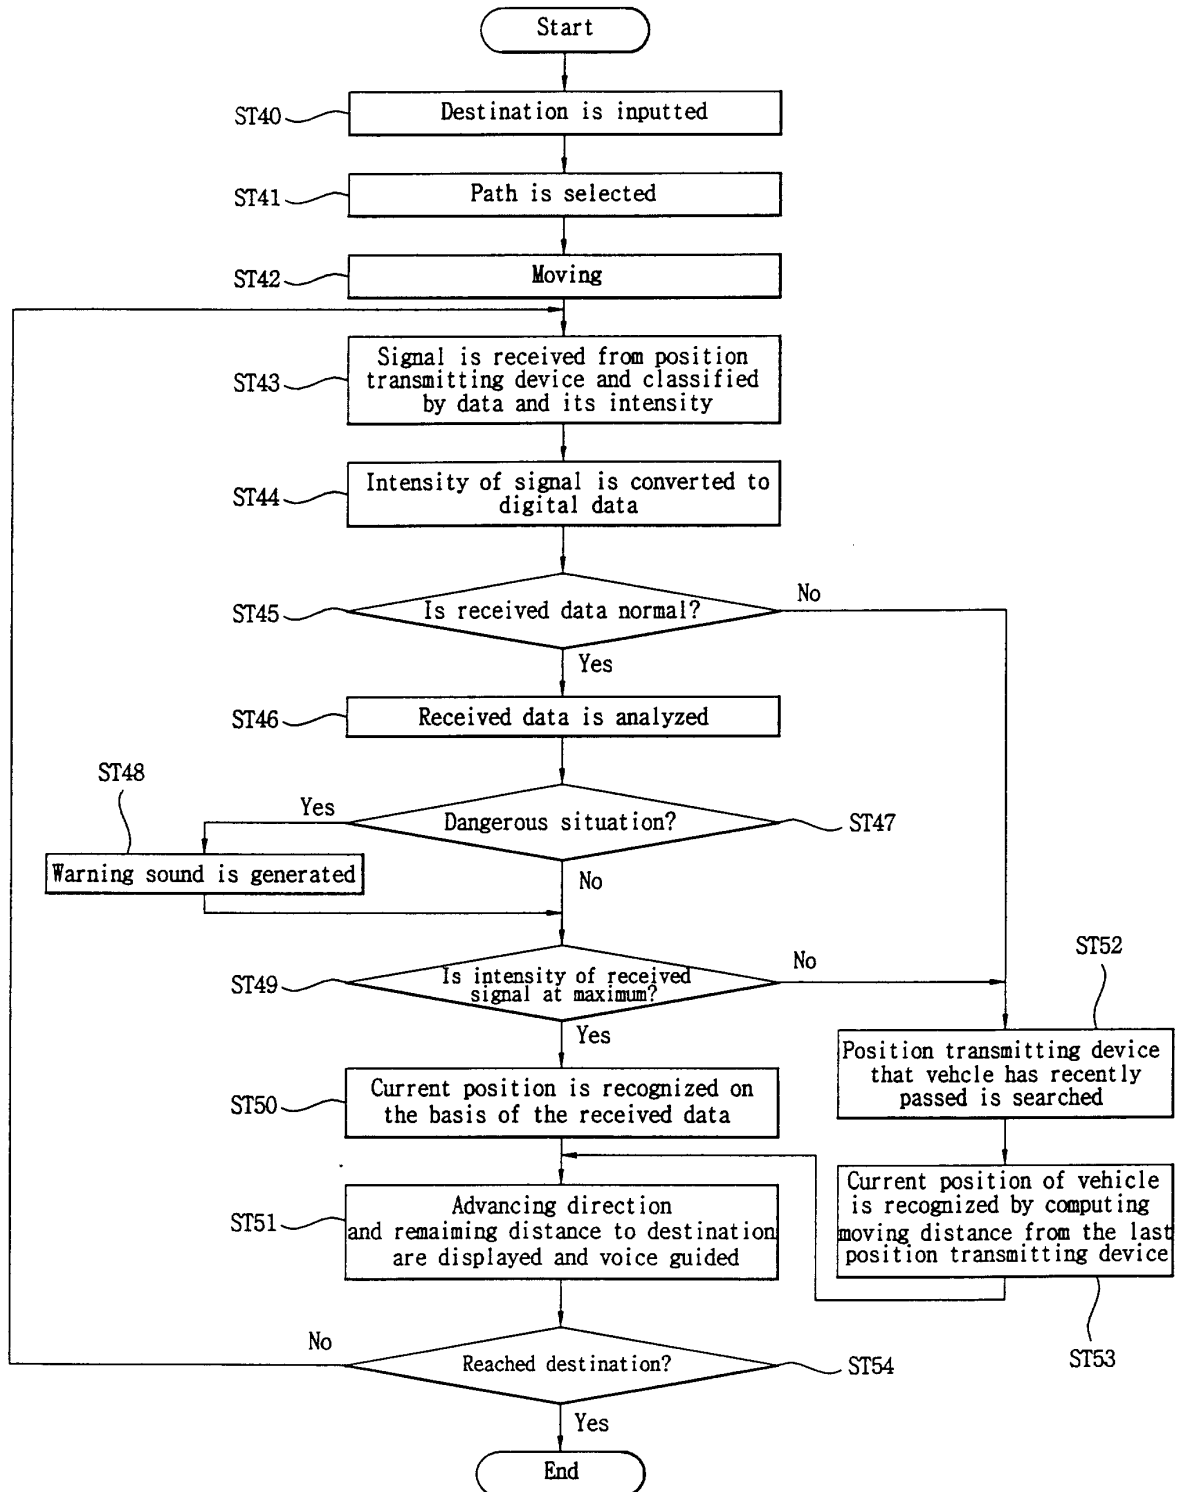 Start
ST40
Destination is inputted
ST41
Path is selected
ST42
Moving
ST43
Signal is received from position
transmitting device and classified
by data and its intensity
ST44
Intensity of signal is converted to
digital data
ST45
Is received data normal?
No
Yes
ST46
Received data is analyzed
ST48
Yes
Dangerous situation?
ST47
Warning sound is generated
No
ST49
Is intensity of received
signal at maximum?
No
ST52
Yes
ST50
Current position is recognized on
the basis of the received data
Position transmitting device
that vehcle has recently
passed is searched
ST51
Advancing direction
and remaiming distance to destination
are displayed and voice guided
Current position of vehicle
is recognized by computing
moving distance from the last
position transmitting device
ST53
No
Reached destination?
ST54
Yes
End